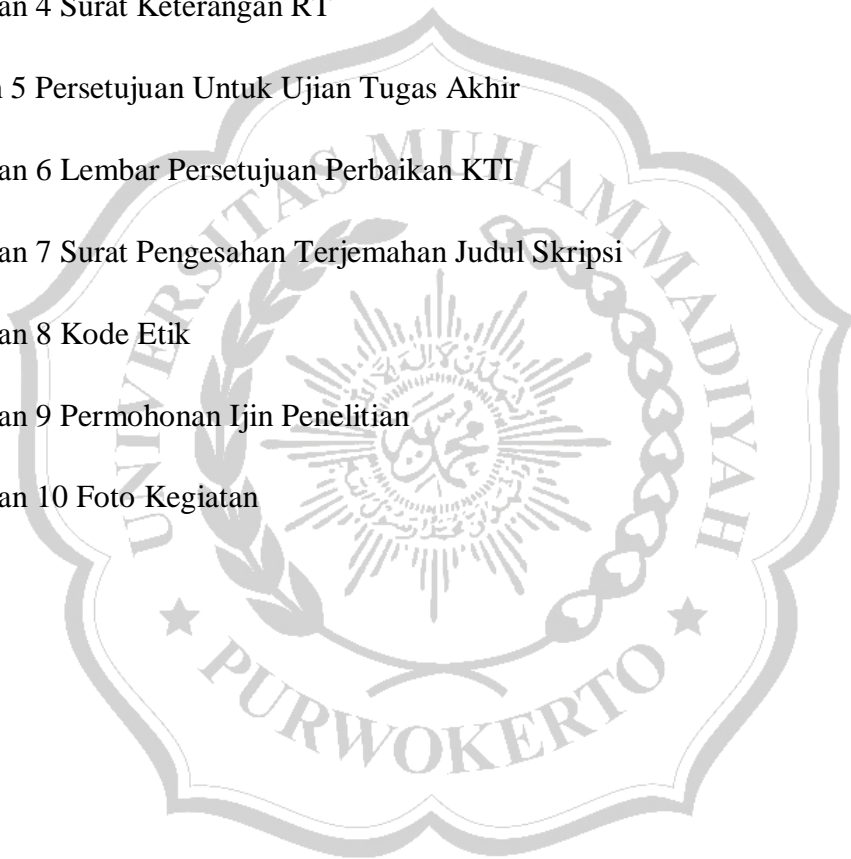 an 4 Surat Keterangan RT
n 5 Persetujuan Untuk Ujian Tugas Akhir
an 6 Lembar Persetujuan Perbaikan KTI
an 7 Surat Pengesahan Terjemahan Judul Skripsi
an 8 Kode Etik
an 9 Permohonan Ijin Penelitian
an 10 Foto Kegiatan
UNIVERSITAS MUHAMMADIYAH
PURWOKERTO